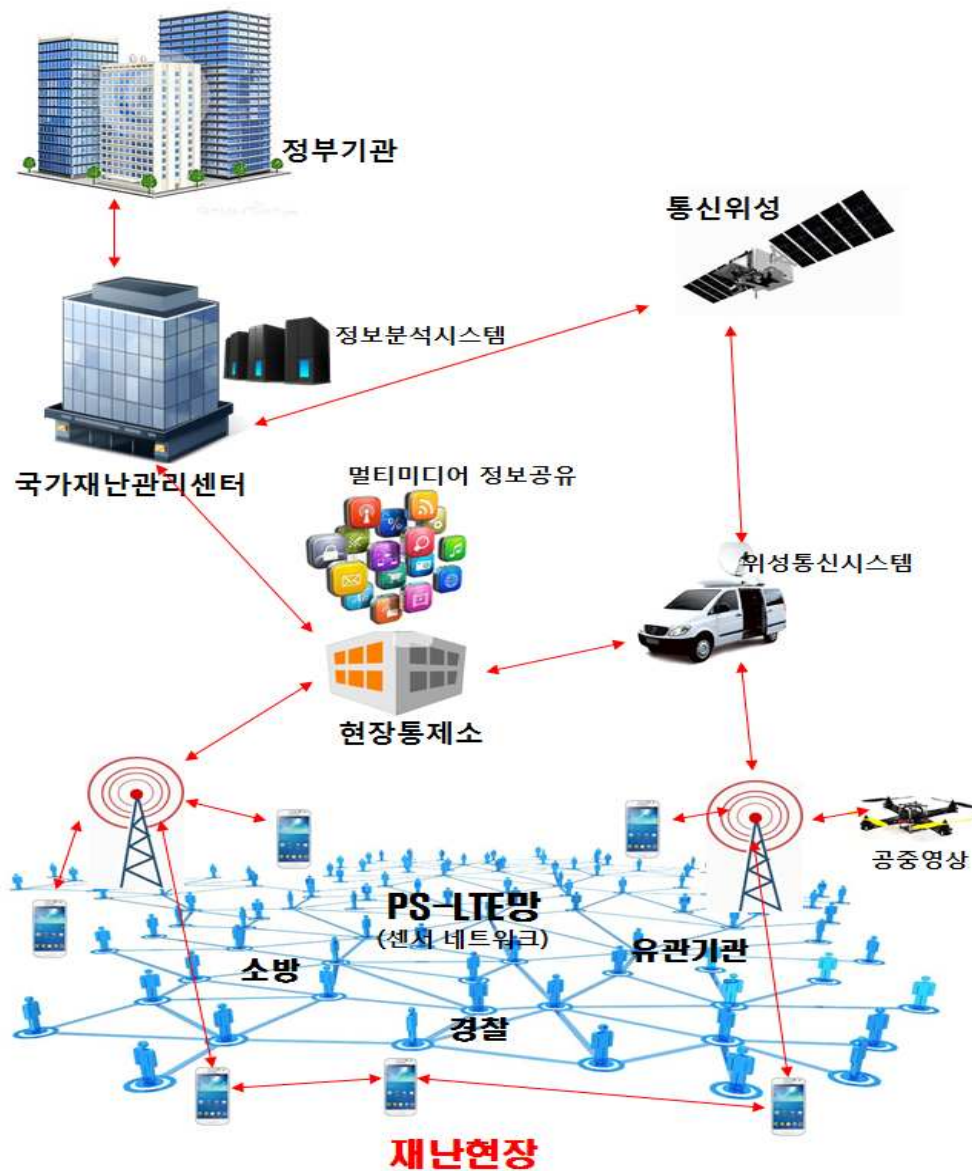 정부기관
통신위성
정보분석시스템
국가재난관리센터
멀티미디어 정보공유
위성통신시스템
현장통제소
공중영상
PS-LTE망
(센서 네트워크)
유관기관
소방
경찰
재난현장